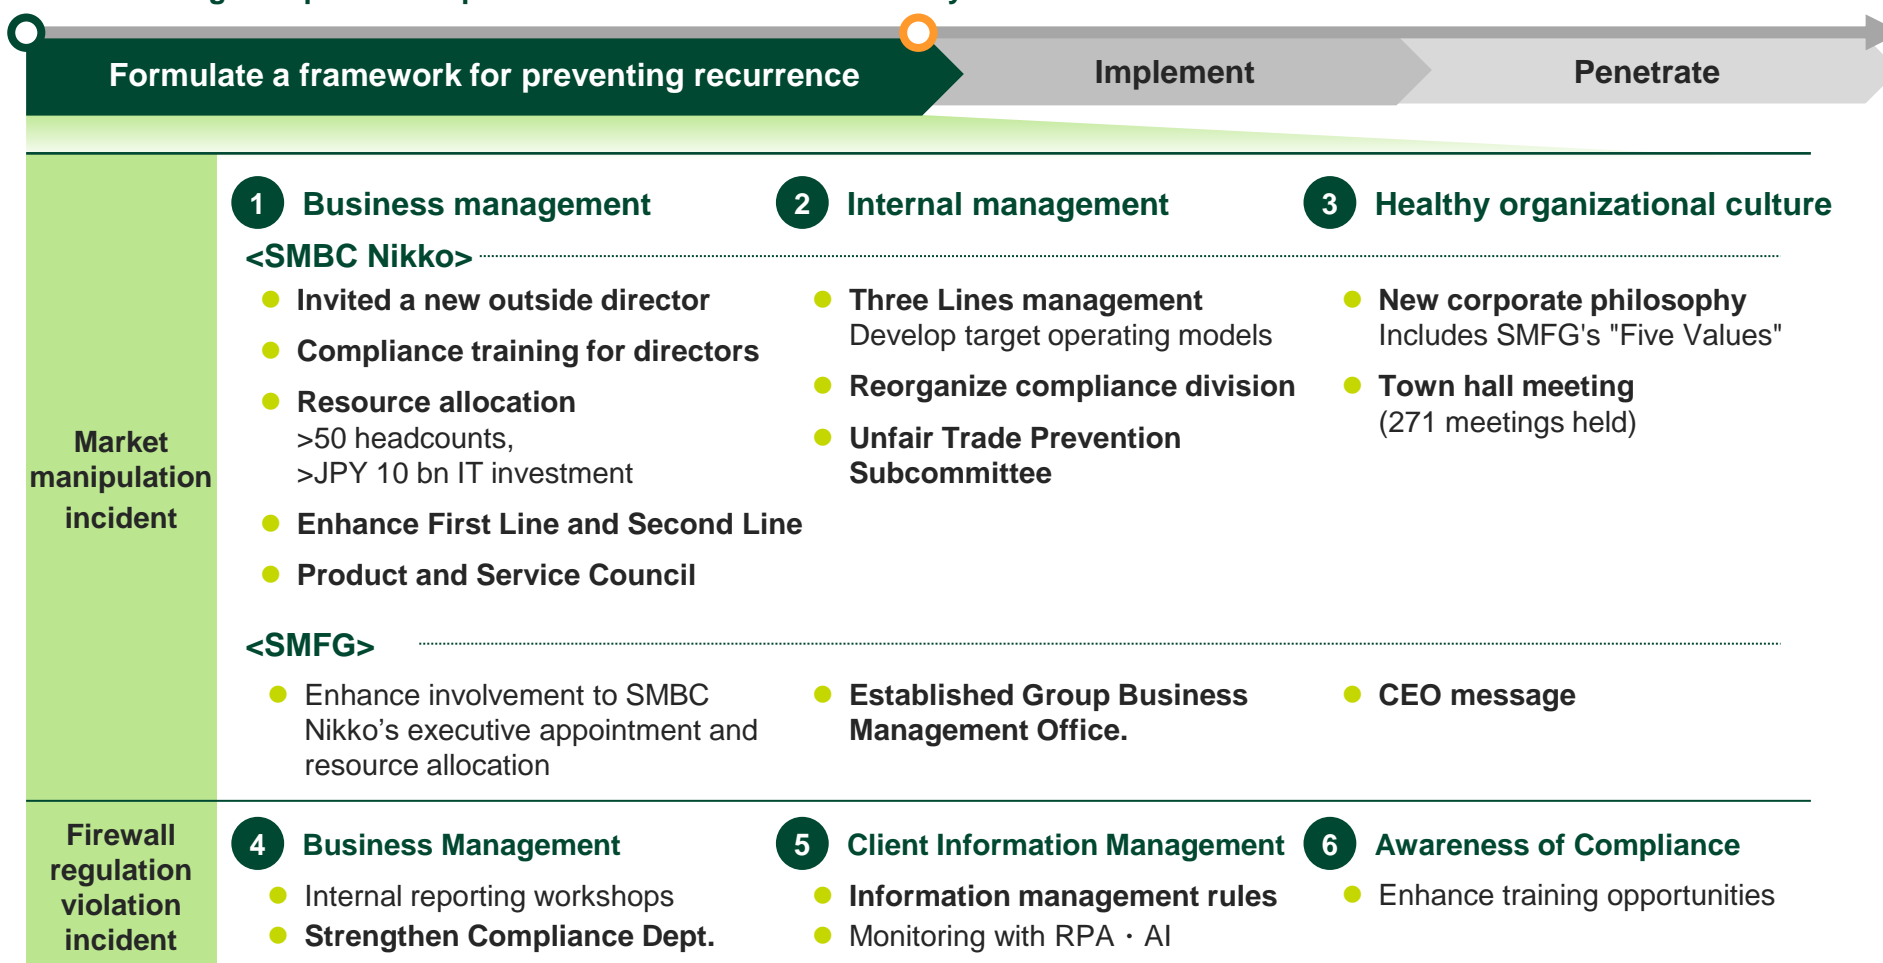 Formulate a framework for preventing recurrence
Implement
Penetrate
Market
manipulation
incident
1 Business management
2 Internal management
3 Healthy organizational culture
<SMBC Nikko>
Invited a new outside director
Compliance training for directors
Resource allocation
>50 headcounts,
>JPY 10 bn IT investment
Enhance First Line and Second Line
Product and Service Council
Three Lines management
Develop target operating models
Reorganize compliance division
Unfair Trade Prevention
Subcommittee
New corporate philosophy
Includes SMFG's "Five Values"
Town hall meeting
(271 meetings held)
<SMFG>
Enhance involvement to SMBC
Nikko’s executive appointment and
resource allocation
Established Group Business
Management Office.
CEO message
Firewall
regulation
violation
incident
4 Business Management
Internal reporting workshops
Strengthen Compliance Dept.
5 Client Information Management
Information management rules
Monitoring with RPA・AI
6 Awareness of Compliance
Enhance training opportunities